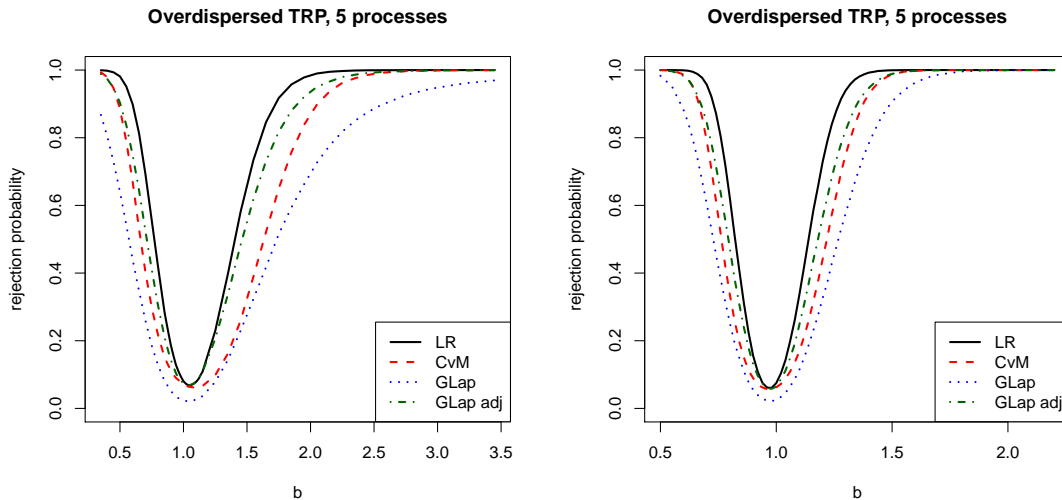 Overdispersed TRP, 5 processes
rejection probability
1.0
0.8
0.6
0.4
0.2
0.0
LR
CvM
GLap
GLap adj
0.5 1.0 1.5 2.0 2.5 3.0 3.5
b
Overdispersed TRP, 5 processes
rejection probability
1.0
0.8
0.6
0.4
0.2
0.0
LR
CvM
GLap
GLap adj
0.5 1.0 1.5 2.0
b